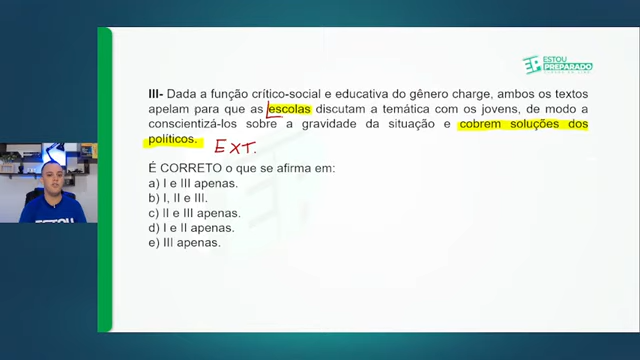 ESTOU
PREPARADO
III- Dada a função crítico-social e educativa do gênero charge, ambos os textos
apelam para que as escolas discutam a temática com os jovens, de modo a
conscientizá-los sobre a gravidade da situação e cobrem soluções dos
políticos.
EXT.
É CORRETO o que se afirma em:
a) I e III apenas.
b) I, II e III.
c) II e III apenas.
d) I e II apenas.
e) III apenas.
ESTOU